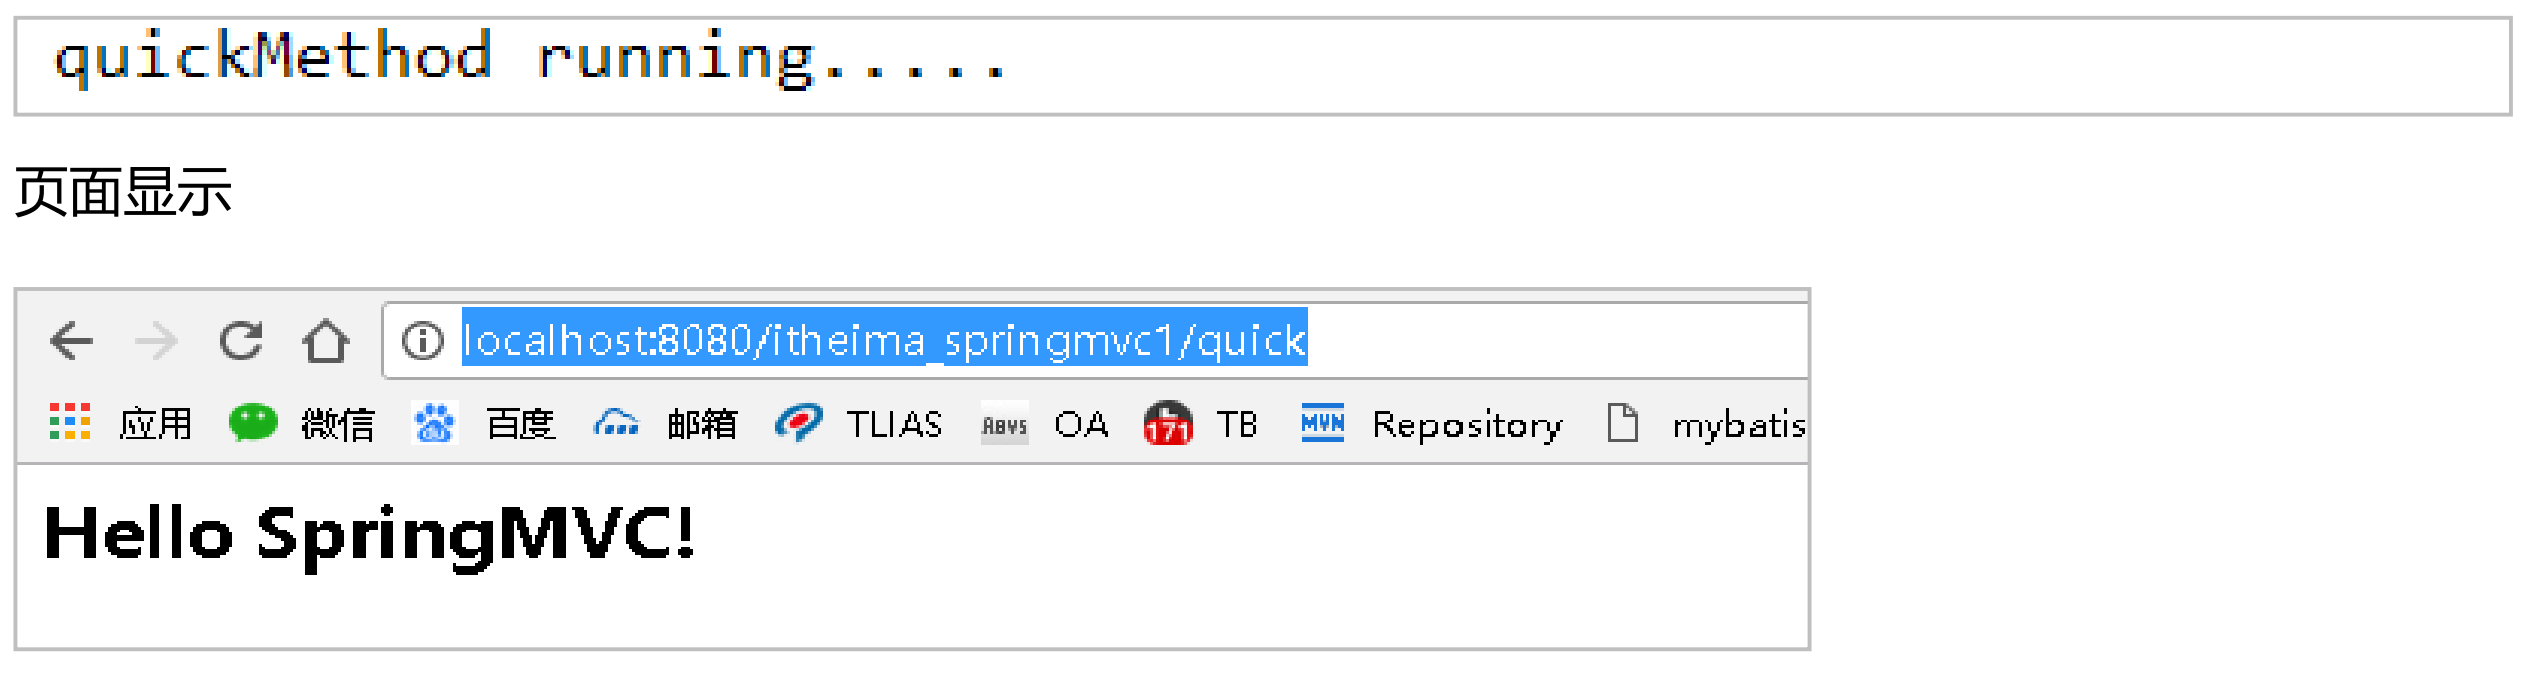 quickMethod running.....
页面显示
localhost:8080/itheima_springmvc1/quick
应用 微信 百度 邮箱 TLIAS RBVS OA 171 TB MVN Repository mybatis
Hello SpringMVC!